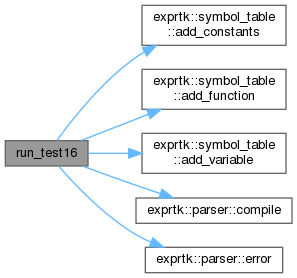 exprtk::symbol_table
::add_constants
exprtk::symbol_table
::add_function
run_test16
exprtk::symbol_table
::add_variable
exprtk::parser::compile
exprtk::parser::error